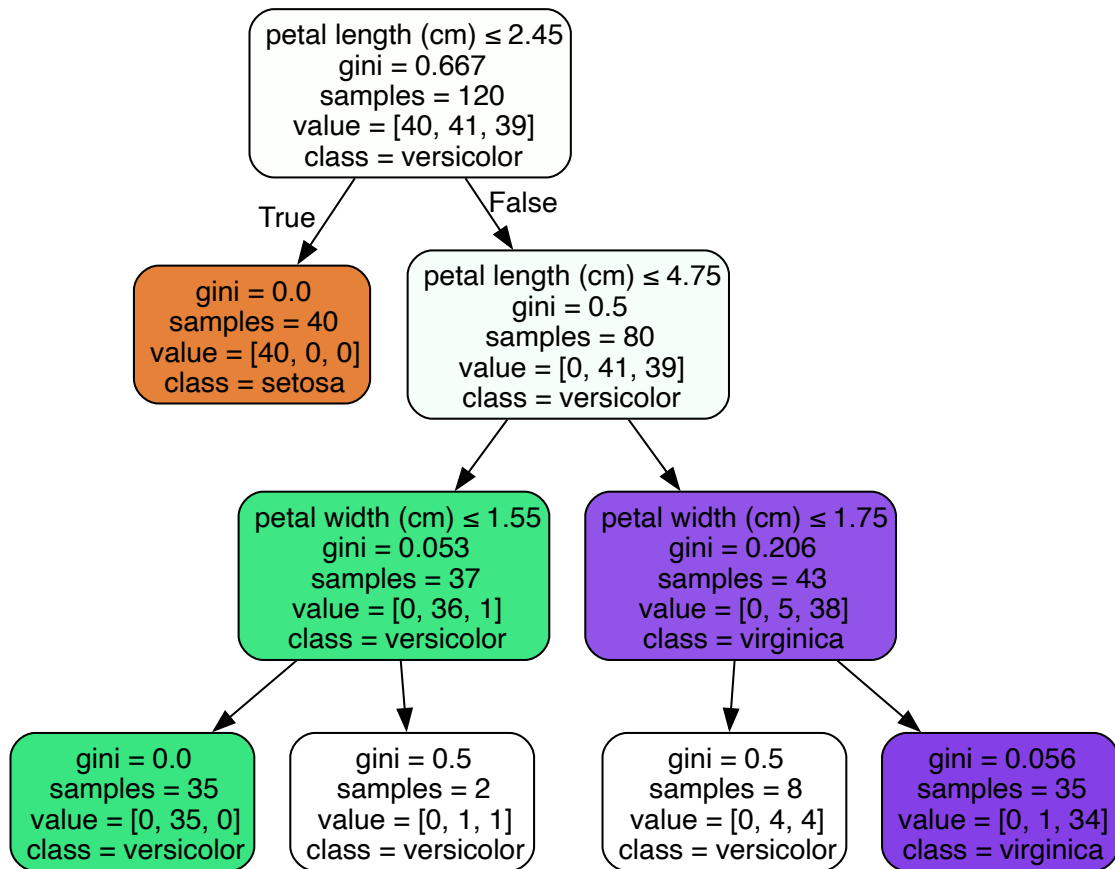 petal length (cm) ≤ 2.45
gini = 0.667
samples = 120
value = [40, 41, 39]
class = versicolor
True
False
gini = 0.0
samples = 40
value = [40, 0, 0]
class = setosa
petal length (cm) ≤ 4.75
gini = 0.5
samples = 80
value = [0, 41, 39]
class = versicolor
petal width (cm) ≤ 1.55
gini = 0.053
samples = 37
value = [0, 36, 1]
class = versicolor
petal width (cm) ≤ 1.75
gini = 0.206
samples = 43
value = [0, 5, 38]
class = virginica
gini = 0.0
samples = 35
value = [0, 35, 0]
class = versicolor
gini = 0.5
samples = 2
value = [0, 1, 1]
class = versicolor
gini = 0.5
samples = 8
value = [0, 4, 4]
class = versicolor
gini = 0.056
samples = 35
value = [0, 1, 34]
class = virginica